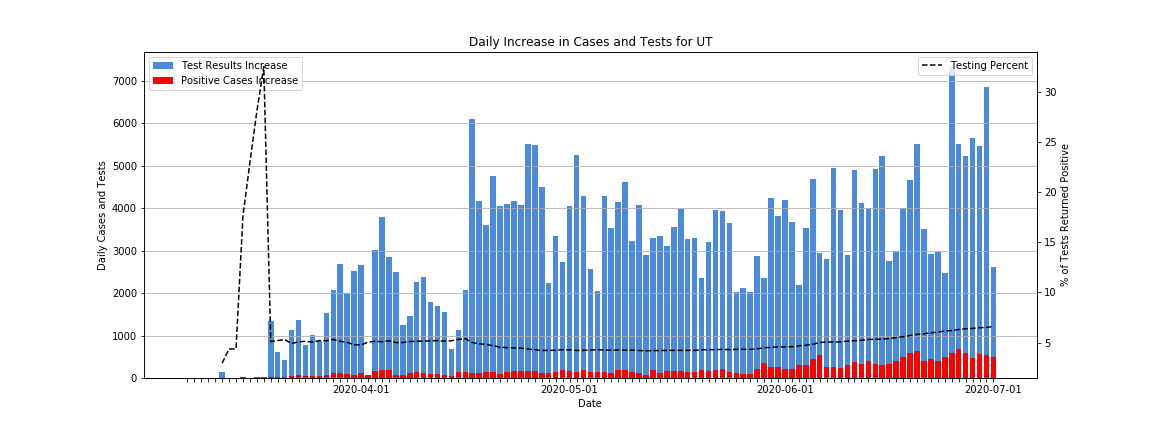 Daily Increase in Cases and Tests for UT
Test Results Increase
Positive Cases Increase
Testing Percent
7000
6000
5000
4000
3000
2000
1000
0
Daily Cases and Tests
30
25
20
15
10
5
% of Tests Returned Positive
2020-04-01
2020-05-01
2020-06-01
2020-07-01
Date